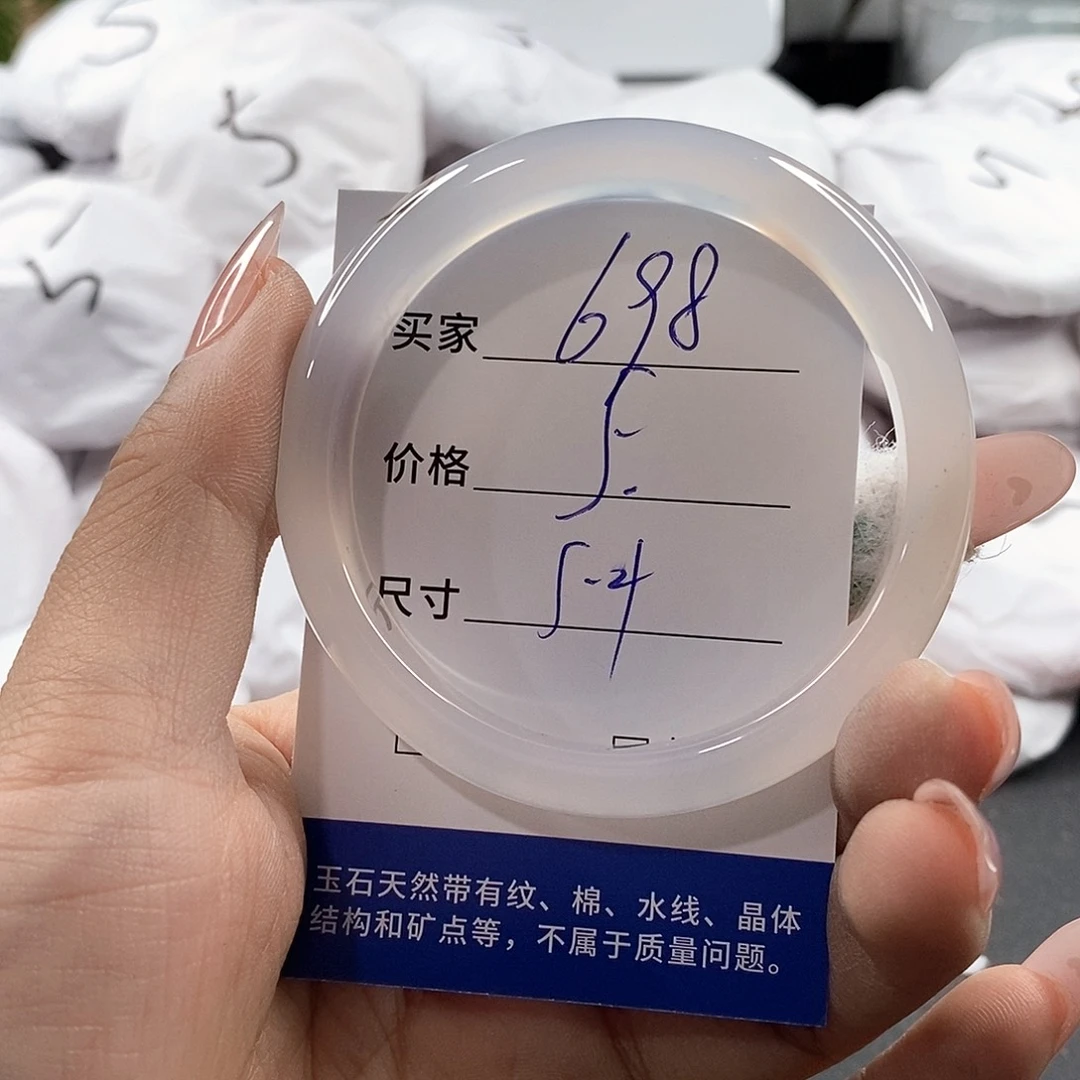 买家 698
价格
尺寸 5.4
玉石天然带有纹、棉、水线、晶体
结构和矿点等，不属于质量问题。